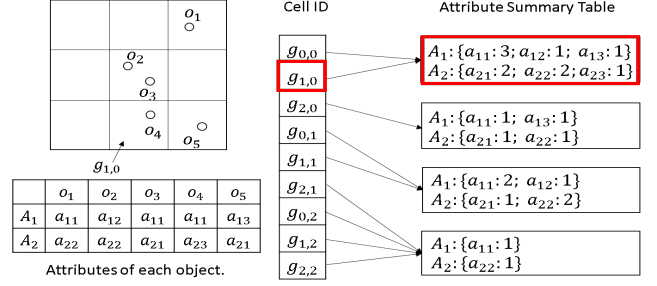 Cell ID
Attribute Summary Table
o₁
o₂
o₃
o₄
o₅
g₁,₀
o₁ o₂ o₃ o₄ o₅
A₁ a₁₁ a₁₂ a₁₁ a₁₁ a₁₃
A₂ a₂₂ a₂₂ a₂₁ a₂₃ a₂₁
Attributes of each object.
g₀,₀
g₁,₀
g₂,₀
g₀,₁
g₁,₁
g₂,₁
g₀,₂
g₁,₂
g₂,₂
A₁:{a₁₁:3; a₁₂:1; a₁₃:1}
A₂:{a₂₁:2; a₂₂:2; a₂₃:1}
A₁:{a₁₁:1; a₁₃:1}
A₂:{a₂₁:1; a₂₂:1}
A₁:{a₁₁:2; a₁₂:1}
A₂:{a₂₁:1; a₂₂:2}
A₁:{a₁₁:1}
A₂:{a₂₂:1}